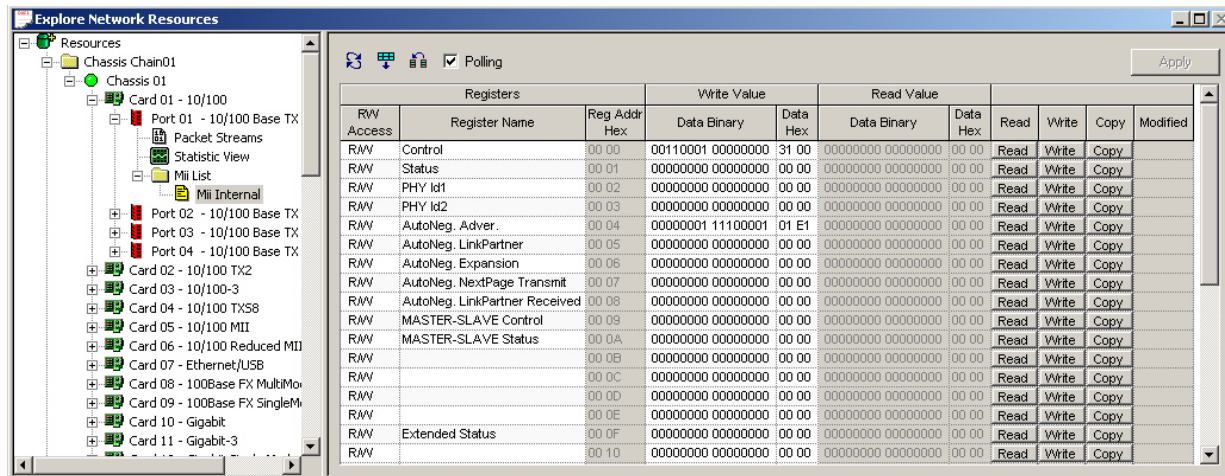 Explore Network Resources
Resources
Chassis Chain01
Chassis 01
Card 01 - 10/100
Port 01 - 10/100 Base TX
Packet Streams
Statistic View
Mii List
Mii Internal
Port 02 - 10/100 Base TX
Port 03 - 10/100 Base TX
Port 04 - 10/100 Base TX
Card 02 - 10/100 TX2
Card 03 - 10/100-3
Card 04 - 10/100 TXS8
Card 05 - 10/100 MII
Card 06 - 10/100 Reduced MII
Card 07 - Ethernet/USB
Card 08 - 100Base FX MultiMo
Card 09 - 100Base FX SingleM
Card 10 - Gigabit
Card 11 - Gigabit-3
Polling
Apply
Registers Write Value Read Value
RW Access Register Name Reg Addr Hex Data Binary Data Hex Data Binary Data Hex Read Write Copy Modified
R/W Control 00 00 00110001 00000000 31 00 00000000 00000000 00 00 Read Write Copy
R/W Status 00 01 00000000 00000000 00 00 00000000 00000000 00 00 Read Write Copy
R/W PHY Id1 00 02 00000000 00000000 00 00 00000000 00000000 00 00 Read Write Copy
R/W PHY Id2 00 03 00000000 00000000 00 00 00000000 00000000 00 00 Read Write Copy
R/W AutoNeg. Adver. 00 04 00000001 11100001 01 E1 00000000 00000000 00 00 Read Write Copy
R/W AutoNeg. LinkPartner 00 05 00000000 00000000 00 00 00000000 00000000 00 00 Read Write Copy
R/W AutoNeg. Expansion 00 06 00000000 00000000 00 00 00000000 00000000 00 00 Read Write Copy
R/W AutoNeg. NextPage Transmit 00 07 00000000 00000000 00 00 00000000 00000000 00 00 Read Write Copy
R/W AutoNeg. LinkPartner Received 00 08 00000000 00000000 00 00 00000000 00000000 00 00 Read Write Copy
R/W MASTER-SLAVE Control 00 09 00000000 00000000 00 00 00000000 00000000 00 00 Read Write Copy
R/W MASTER-SLAVE Status 00 0A 00000000 00000000 00 00 00000000 00000000 00 00 Read Write Copy
R/W 00 0B 00000000 00000000 00 00 00000000 00000000 00 00 Read Write Copy
R/W 00 0C 00000000 00000000 00 00 00000000 00000000 00 00 Read Write Copy
R/W 00 0D 00000000 00000000 00 00 00000000 00000000 00 00 Read Write Copy
R/W 00 0E 00000000 00000000 00 00 00000000 00000000 00 00 Read Write Copy
R/W Extended Status 00 0F 00000000 00000000 00 00 00000000 00000000 00 00 Read Write Copy
R/W 00 10 00000000 00000000 00 00 00000000 00000000 00 00 Read Write Copy